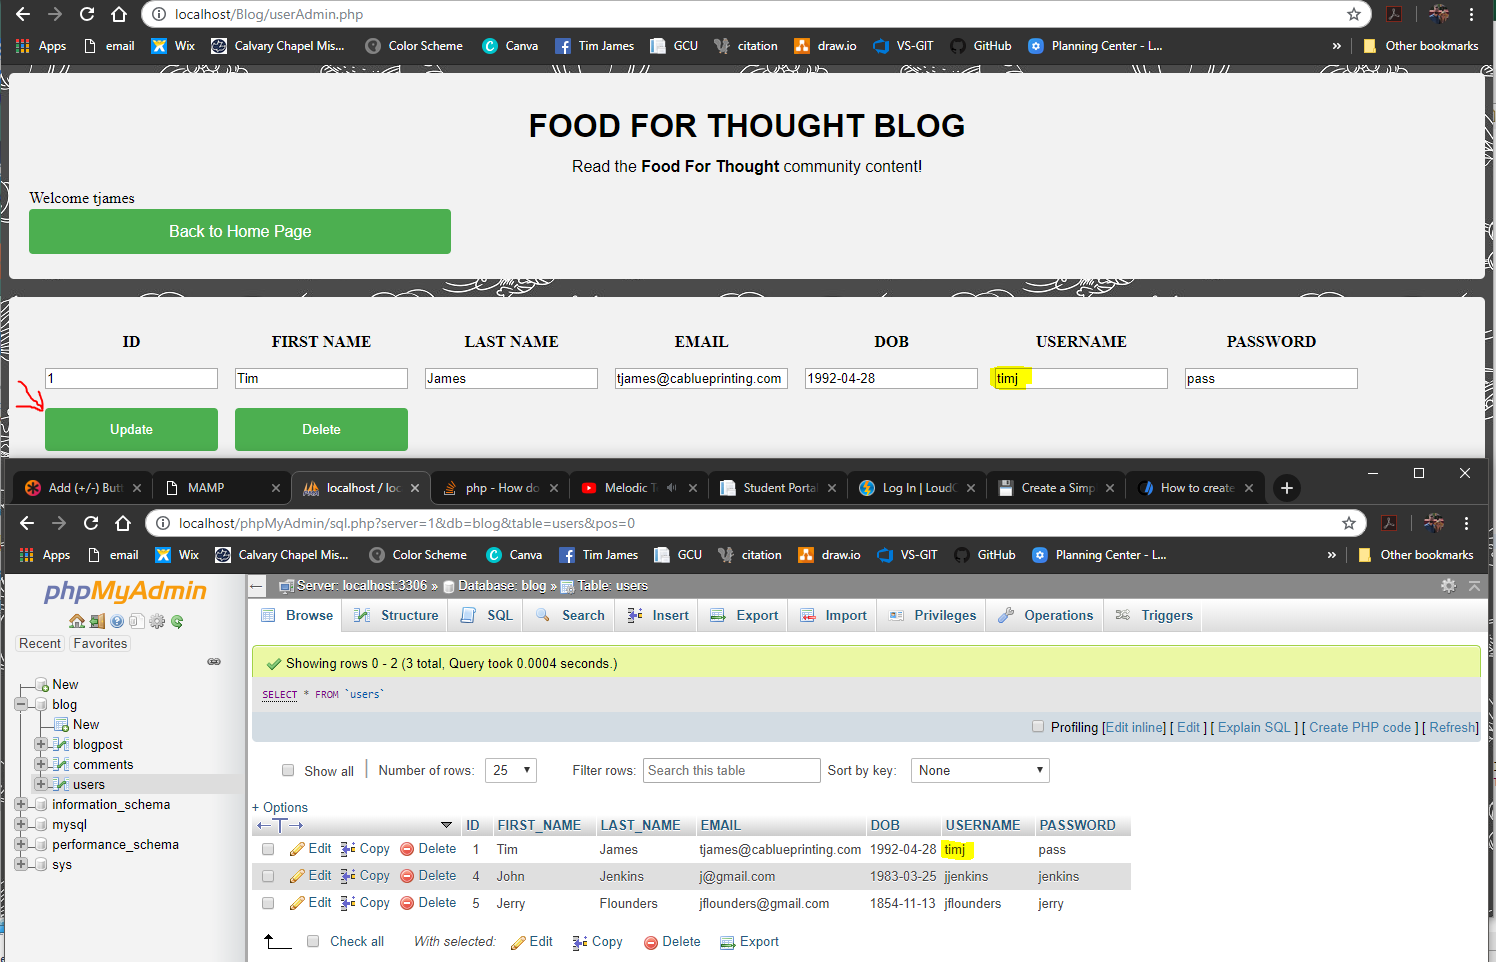 localhost/Blog/userAdmin.php
Apps email Wix Calvary Chapel Mis... Color Scheme Canva Tim James GCU citation draw.io VS-GIT GitHub Planning Center - L... » Other bookmarks
FOOD FOR THOUGHT BLOG
Read the Food For Thought community content!
Welcome tjames
Back to Home Page
ID FIRST NAME LAST NAME EMAIL DOB USERNAME PASSWORD
1 Tim James tjames@cablueprinting.com 1992-04-28 timj pass
Update Delete
Add (+/-) Butt MAMP localhost / loc php - How do Melodic T Student Portal Log In | LoudC Create a Simp How to create
localhost/phpMyAdmin/sql.php?server=1&db=blog&table=users&pos=0
Apps email Wix Calvary Chapel Mis... Color Scheme Canva Tim James GCU citation draw.io VS-GIT GitHub Planning Center - L... » Other bookmarks
phpMyAdmin
Recent Favorites
New
blog
New
blogpost
comments
users
information_schema
mysql
performance_schema
sys
Server: localhost:3306 » Database: blog » Table: users
Browse Structure SQL Search Insert Export Import Privileges Operations Triggers
Showing rows 0 - 2 (3 total, Query took 0.0004 seconds.)
SELECT * FROM `users`
Profiling [Edit inline] [ Edit ] [ Explain SQL ] [ Create PHP code ] [ Refresh]
Show all Number of rows: 25 Filter rows: Search this table Sort by key: None
+ Options
ID FIRST_NAME LAST_NAME EMAIL DOB USERNAME PASSWORD
Edit Copy Delete 1 Tim James tjames@cablueprinting.com 1992-04-28 timj pass
Edit Copy Delete 4 John Jenkins j@gmail.com 1983-03-25 jjenkins jenkins
Edit Copy Delete 5 Jerry Flounders jflounders@gmail.com 1854-11-13 jflounders jerry
Check all With selected: Edit Copy Delete Export